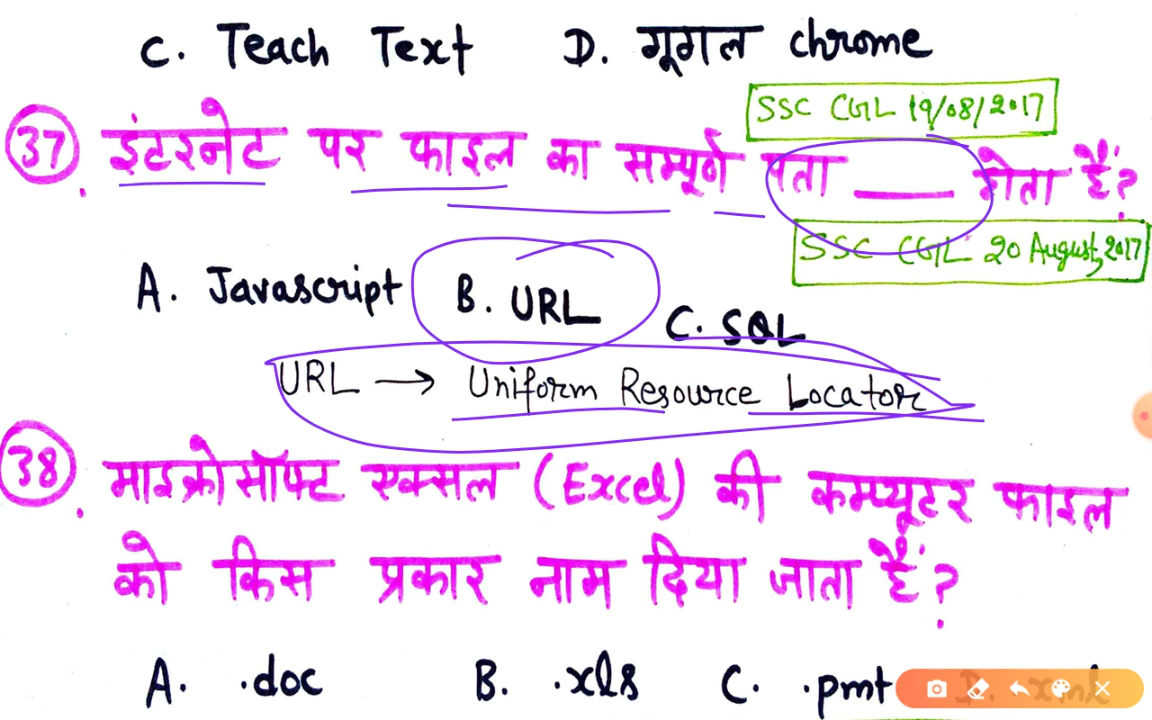 C. Teach Text D. गूगल chrome
SSC CGL 19/08/2017
37. इंटरनेट पर फाइल का सम्पूर्ण पता ____ होता हैं?
SSC CGL 20 August, 2017
A. Javascript B. URL C. SQL
URL → Uniform Resource Locator
38. माइक्रोसॉफ्ट एक्सल (Excel) की कम्प्यूटर फाइल
को किस प्रकार नाम दिया जाता हैं?
A. .doc B. .xls C. .pmt D.